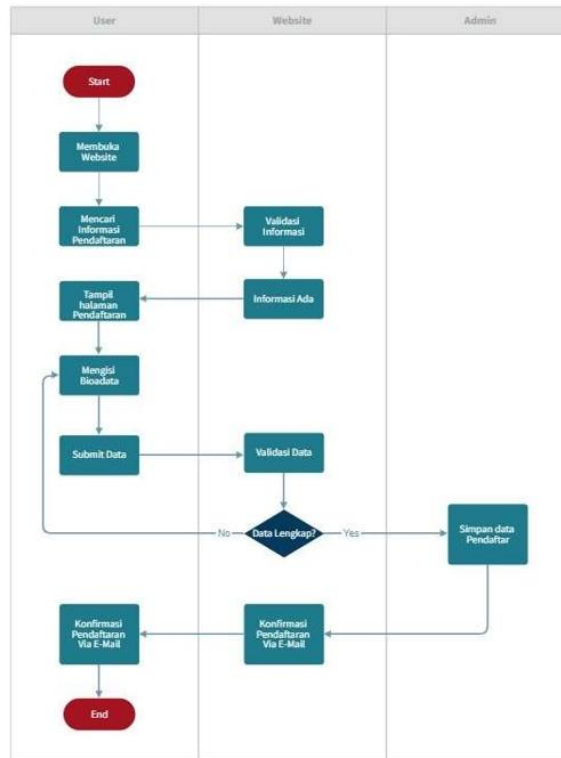 User Website Admin
Start
Membuka
Website
Mencari
Informasi
Pendaftaran
Validasi
Informasi
Tampil
halaman
Pendaftaran
Informasi Ada
Mengisi
Bioadata
Submit Data
Validasi Data
No
Data Lengkap?
Yes
Simpan data
Pendaftar
Konfirmasi
Pendaftaran
Via E-Mail
Konfirmasi
Pendaftaran
Via E-Mail
End